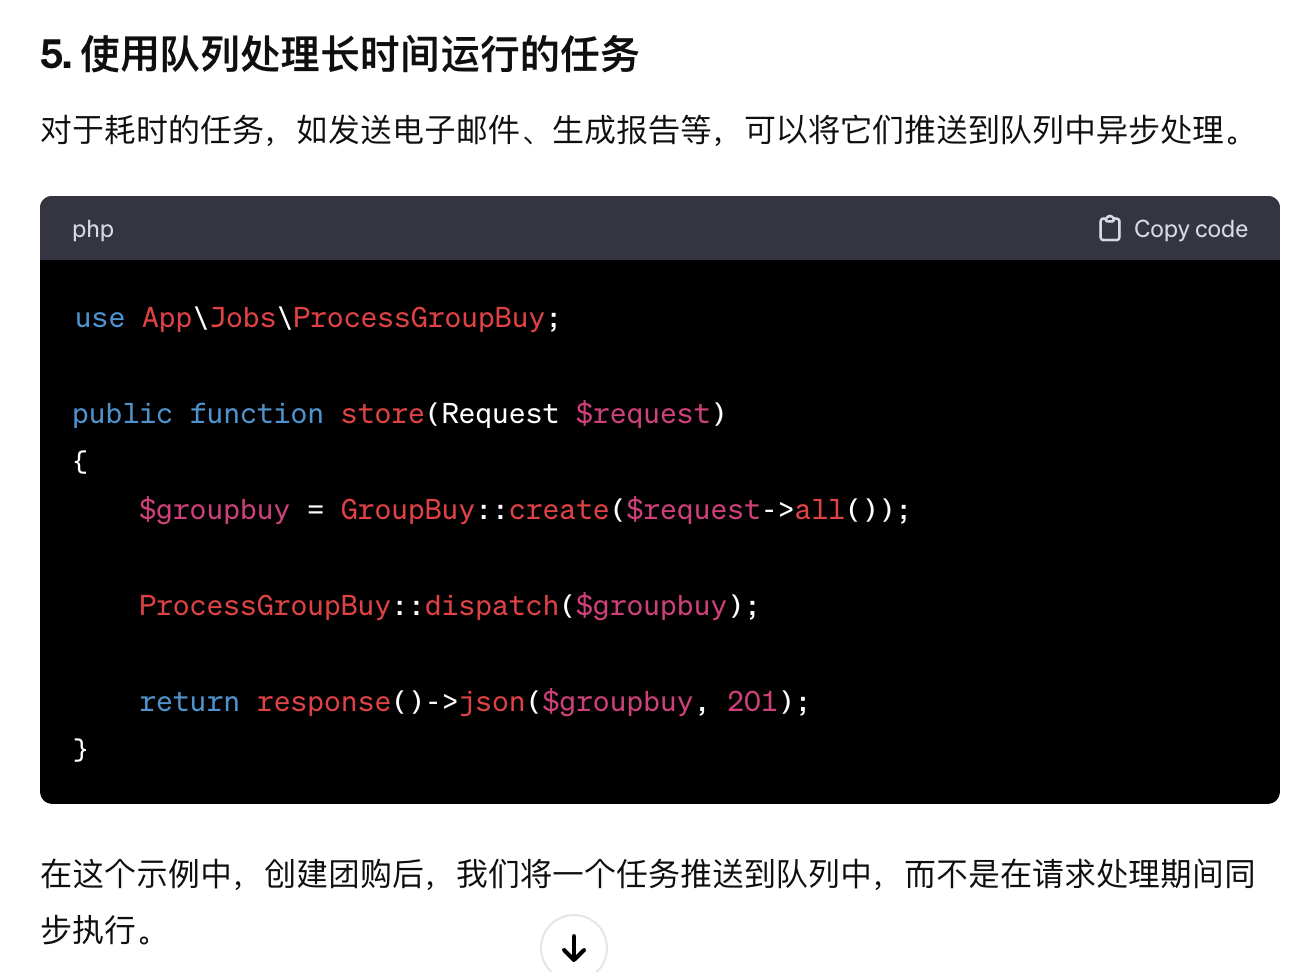 5. 使用队列处理长时间运行的任务
对于耗时的任务，如发送电子邮件、生成报告等，可以将它们推送到队列中异步处理。
php Copy code
use App\Jobs\ProcessGroupBuy;
public function store(Request $request)
{
    $groupbuy = GroupBuy::create($request->all());
    ProcessGroupBuy::dispatch($groupbuy);
    return response()->json($groupbuy, 201);
}
在这个示例中，创建团购后，我们将一个任务推送到队列中，而不是在请求处理期间同
步执行。